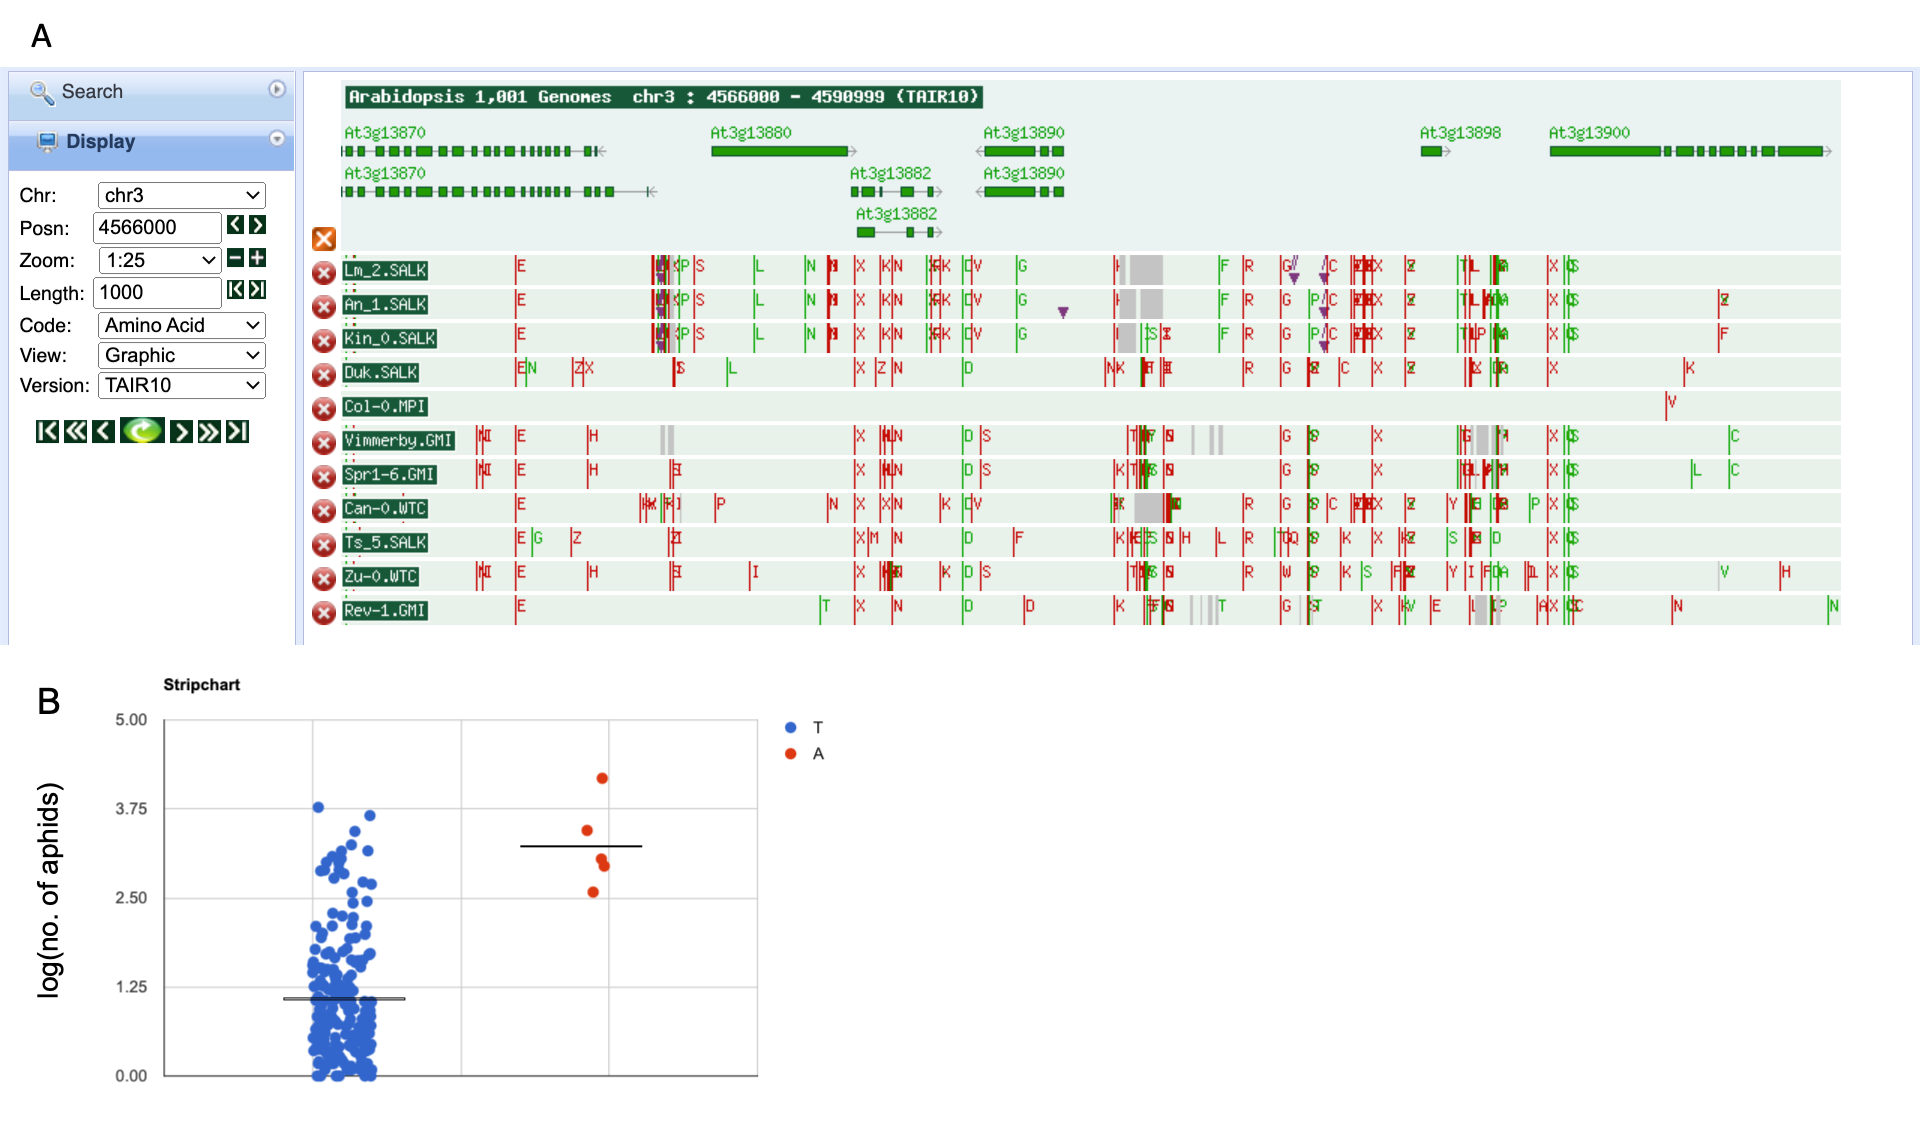 A
Search
Display
Chr: chr3
Posn: 4566000
Zoom: 1:25
Length: 1000
Code: Amino Acid
View: Graphic
Version: TAIR10
Arabidopsis 1,001 Genomes chr3 : 4566000 - 4590999 (TAIR10)
At3g13870 At3g13880 At3g13890 At3g13898 At3g13900
At3g13870 At3g13882 At3g13890
At3g13882
Lm_2.SALK E P S L N X K N K D V G F R G C X Z L X S
An_1.SALK E P S L N X K N K D V G F R G P C X Z L X S Z
Kin_0.SALK E P S L N X K N K D V G S I F R G P C X Z P X S F
Duk.SALK E N Z X S L X Z N D N K R C Z X X K
Col-0.MPI V
Vimmerby.GMI E H X N D S T G X G X S C
Spr1-6.GMI E H X N D S K T G X X S L C
Can-0.WTC E P N X X N K D V R G C X Z Y P X S
Ts_5.SALK E G Z X M N D F K S H L R Q K X S D X S
Zu-0.WTC E H I X K D S T R W K S Y I A X S V H
Rev-1.GMI E T X N D D K T G T X V E P A X C N N
B
Stripchart
5.00
3.75
2.50
1.25
0.00
log(no. of aphids)
T
A